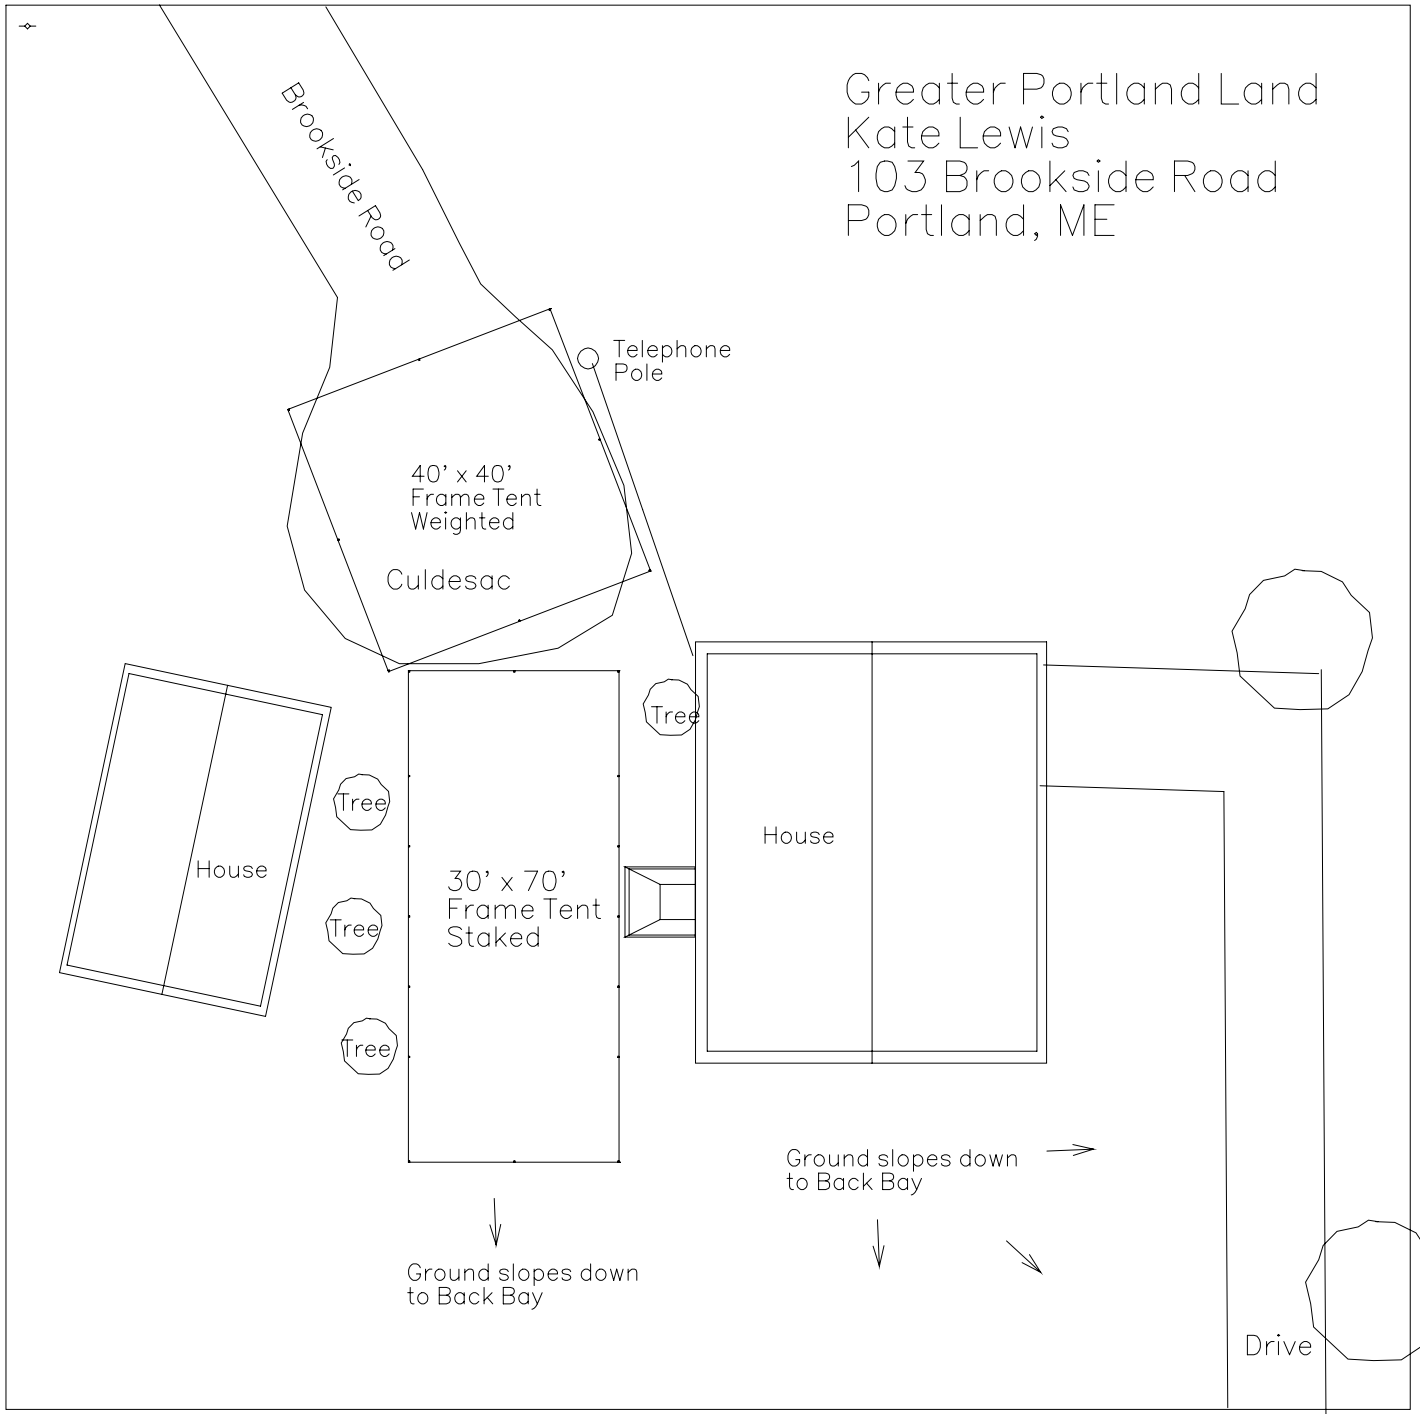 Greater Portland Land
Kate Lewis
103 Brookside Road
Portland, ME
Brookside Road
Telephone
Pole
40' x 40'
Frame Tent
Weighted
Culdesac
Tree
Tree
House
House
30' x 70'
Frame Tent
Staked
Tree
Tree
Ground slopes down
to Back Bay
Ground slopes down
to Back Bay
Drive